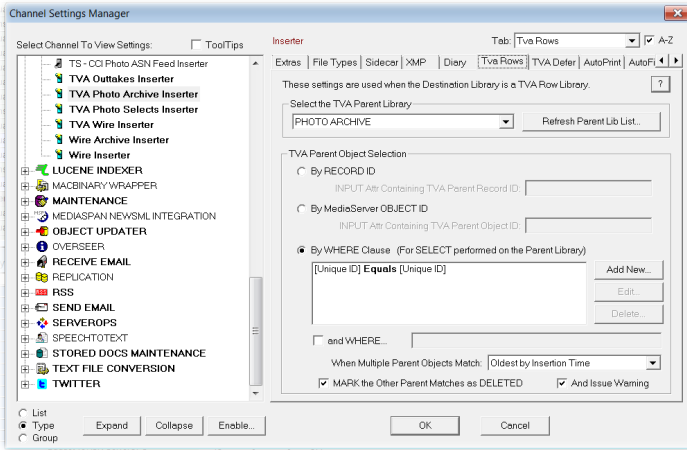 Channel Settings Manager
Select Channel To View Settings:
ToolTips
TS - CCI Photo ASN Feed Inserter
TVA Outtakes Inserter
TVA Photo Archive Inserter
TVA Photo Selects Inserter
TVA Wire Inserter
Wire Archive Inserter
Wire Inserter
LUCENE INDEXER
MACBINARY WRAPPER
MAINTENANCE
MEDIASPAN NEWSML INTEGRATION
OBJECT UPDATER
OVERSEER
RECEIVE EMAIL
REPLICATION
RSS
SEND EMAIL
SERVEROPS
SPEECHTOTEXT
STORED DOCS MAINTENANCE
TEXT FILE CONVERSION
TWITTER
List
Type
Group
Expand
Collapse
Enable...
Inserter
Tab: Tva Rows
A-Z
Extras
File Types
Sidecar
XMP
Diary
Tva Rows
TVA Defer
AutoPrint
AutoFi
These settings are used when the Destination Library is a TVA Row Library.
?
Select the TVA Parent Library
PHOTO ARCHIVE
Refresh Parent Lib List...
TVA Parent Object Selection
By RECORD ID
INPUT Attr Containing TVA Parent Record ID:
By MediaServer OBJECT ID
INPUT Attr Containing TVA Parent Object ID:
By WHERE Clause (For SELECT performed on the Parent Library)
[Unique ID] Equals [Unique ID]
Add New...
Edit...
Delete...
and WHERE...
When Multiple Parent Objects Match: Oldest by Insertion Time
MARK the Other Parent Matches as DELETED
And Issue Warning
OK
Cancel